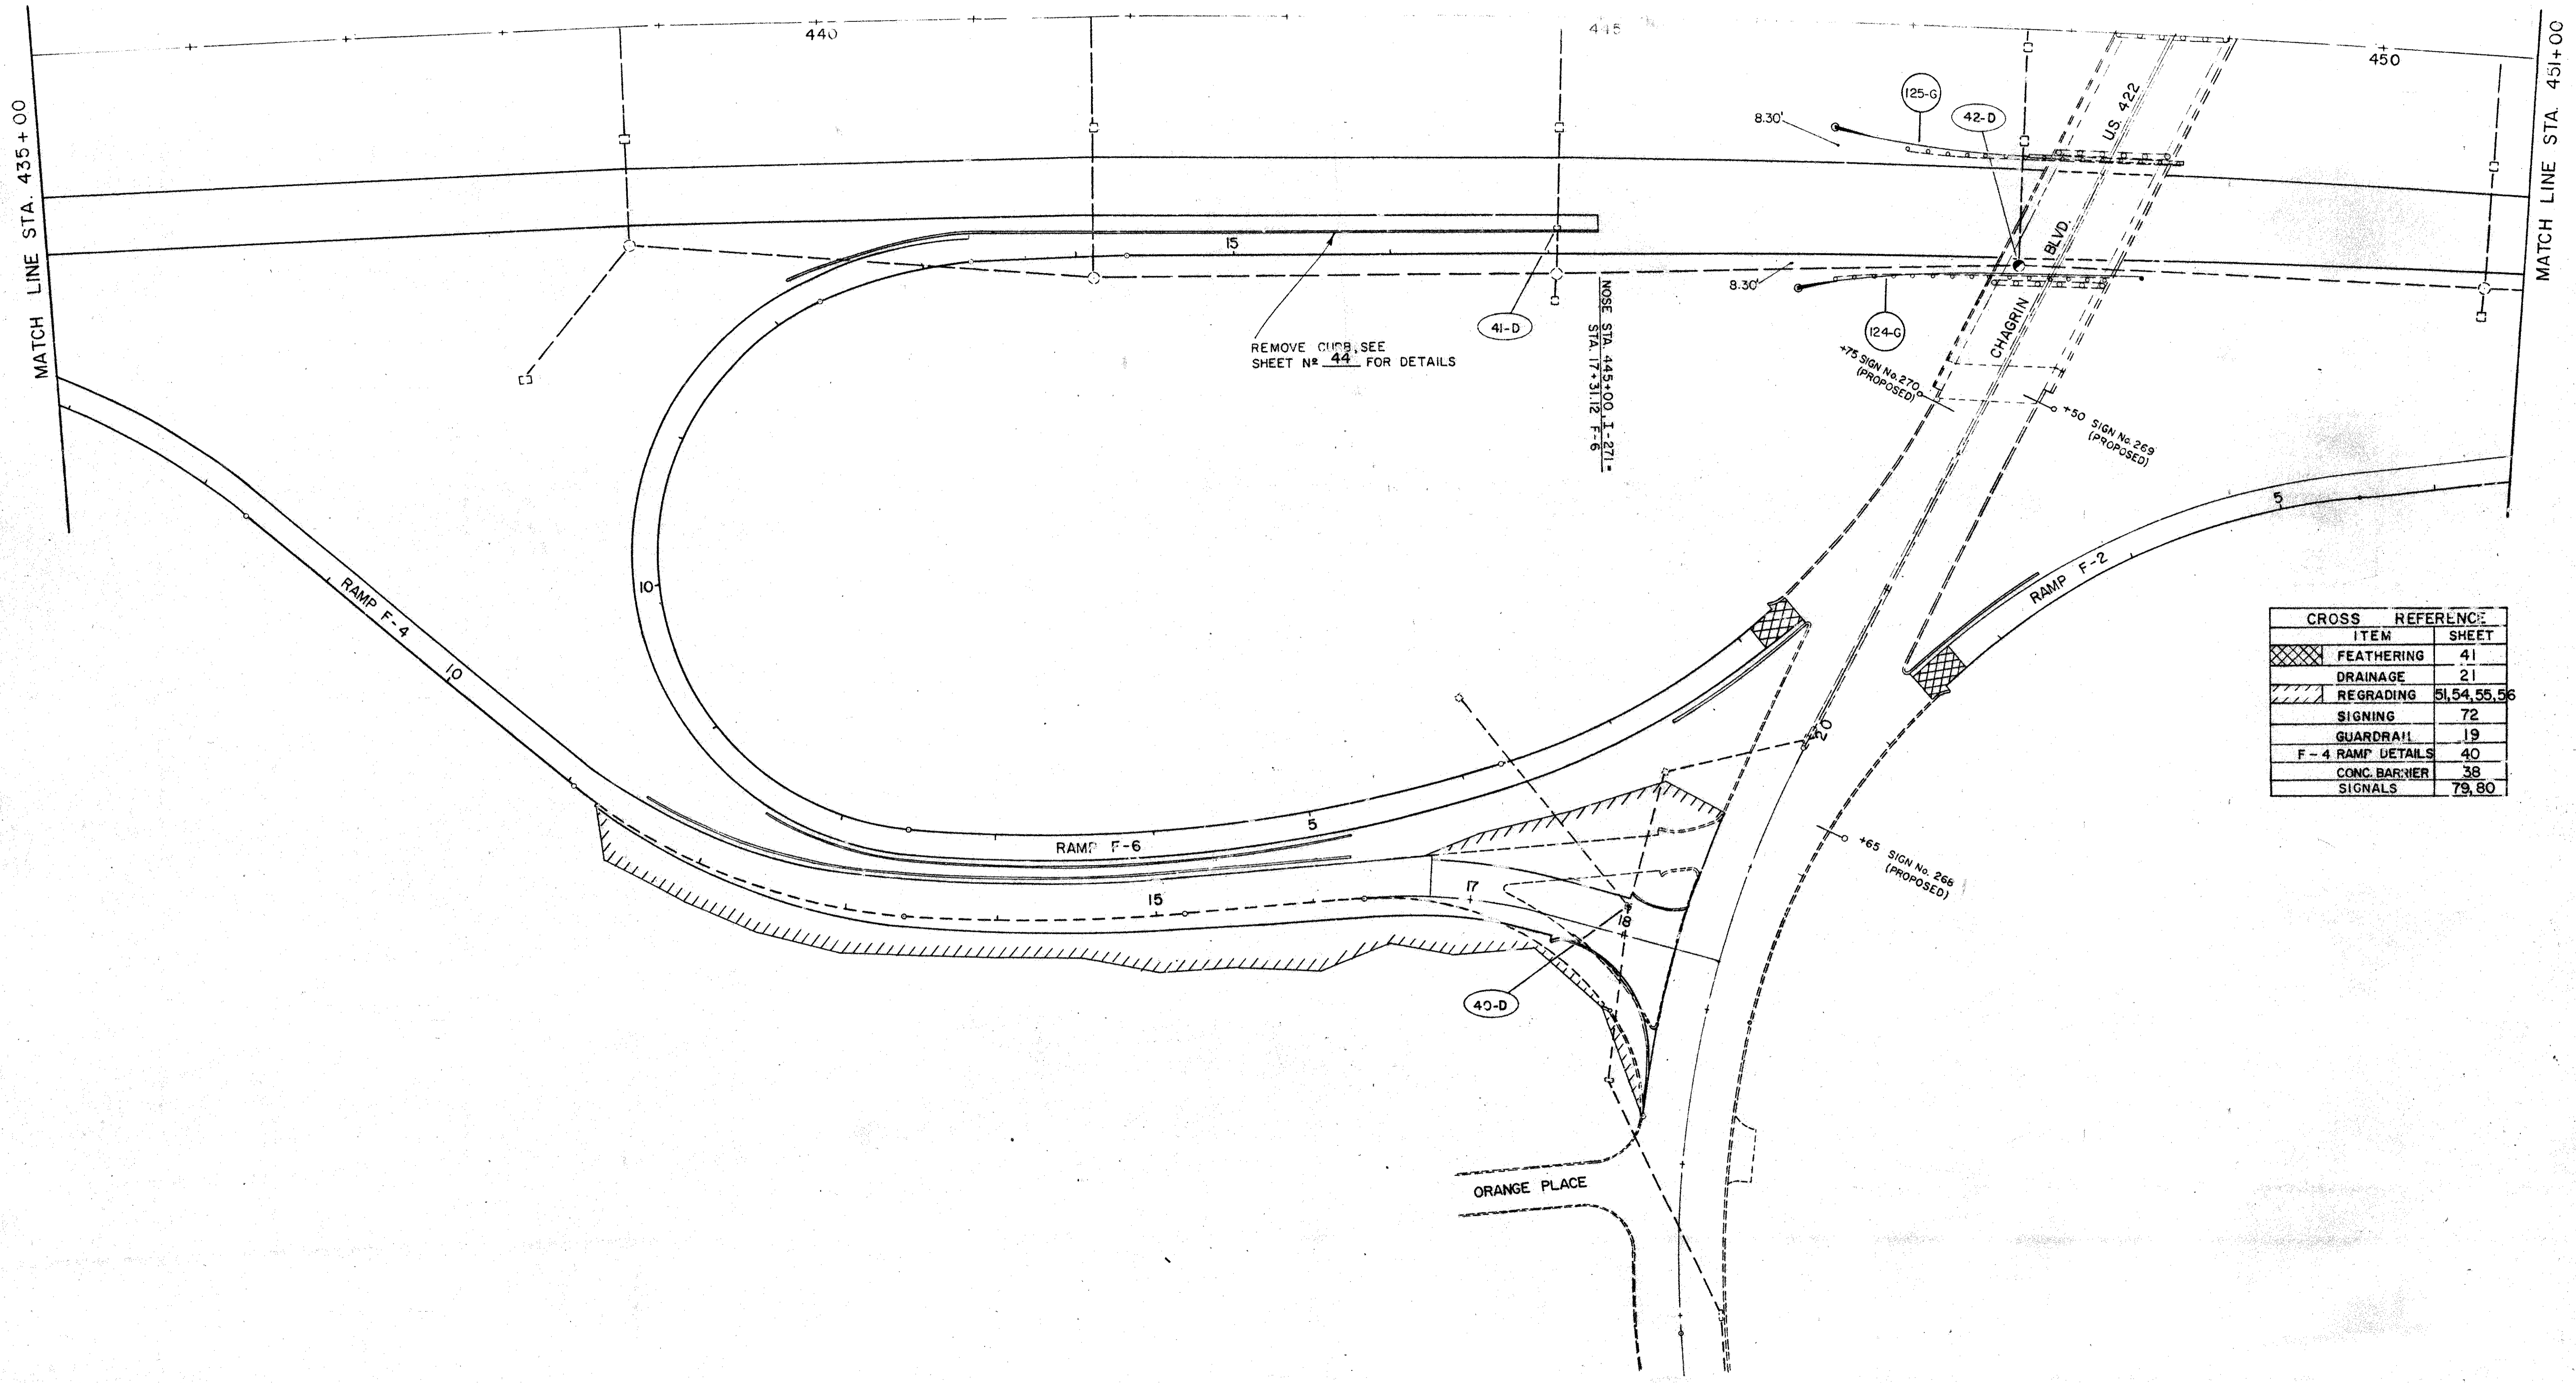 440
445
450
MATCH LINE STA. 435+00
MATCH LINE STA. 451+00
125-G
42-D
8.30'
U.S. 422
BLVD.
CHAGRIN
15
8.30'
41-D
124-G
REMOVE CURB, SEE
SHEET Nº 44 FOR DETAILS
NOSE STA. 445+00, I-271=
STA. 17+31.12 F-6
+75 SIGN No. 270
(PROPOSED)
+50 SIGN No. 269
(PROPOSED)
5
RAMP F-2
RAMP F-4
10
10
CROSS REFERENCE
ITEM SHEET
FEATHERING 41
DRAINAGE 21
REGRADING 51,54,55,56
SIGNING 72
GUARDRAIL 19
F-4 RAMP DETAILS 40
CONC. BARRIER 38
SIGNALS 79,80
20
5
RAMP F-6
+65 SIGN No. 268
(PROPOSED)
15
17
18
40-D
ORANGE PLACE